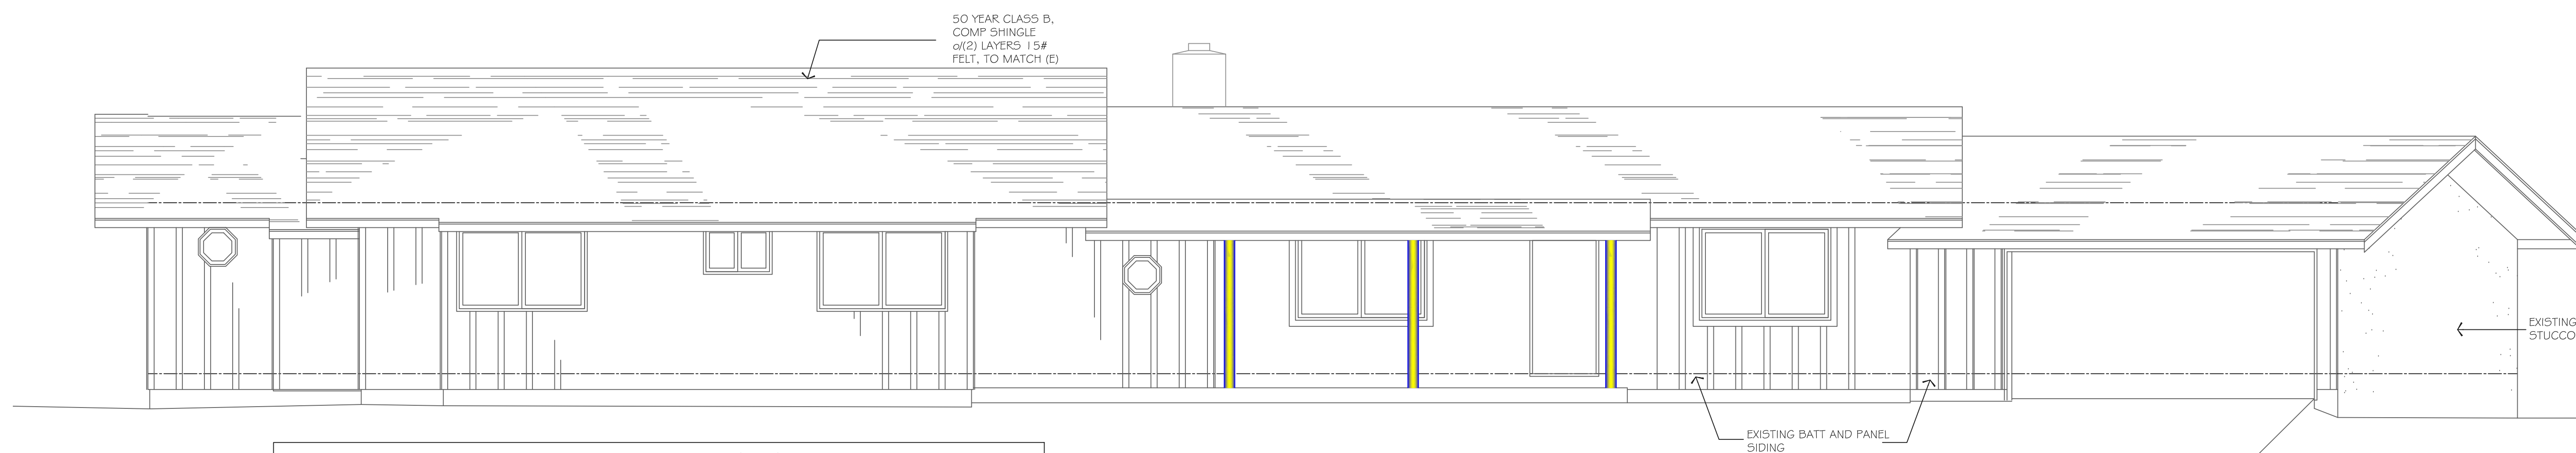 50 YEAR CLASS B,
COMP SHINGLE
o/(2) LAYERS 15#
FELT, TO MATCH (E)
EXISTING
STUCCO
EXISTING BATT AND PANEL
SIDING